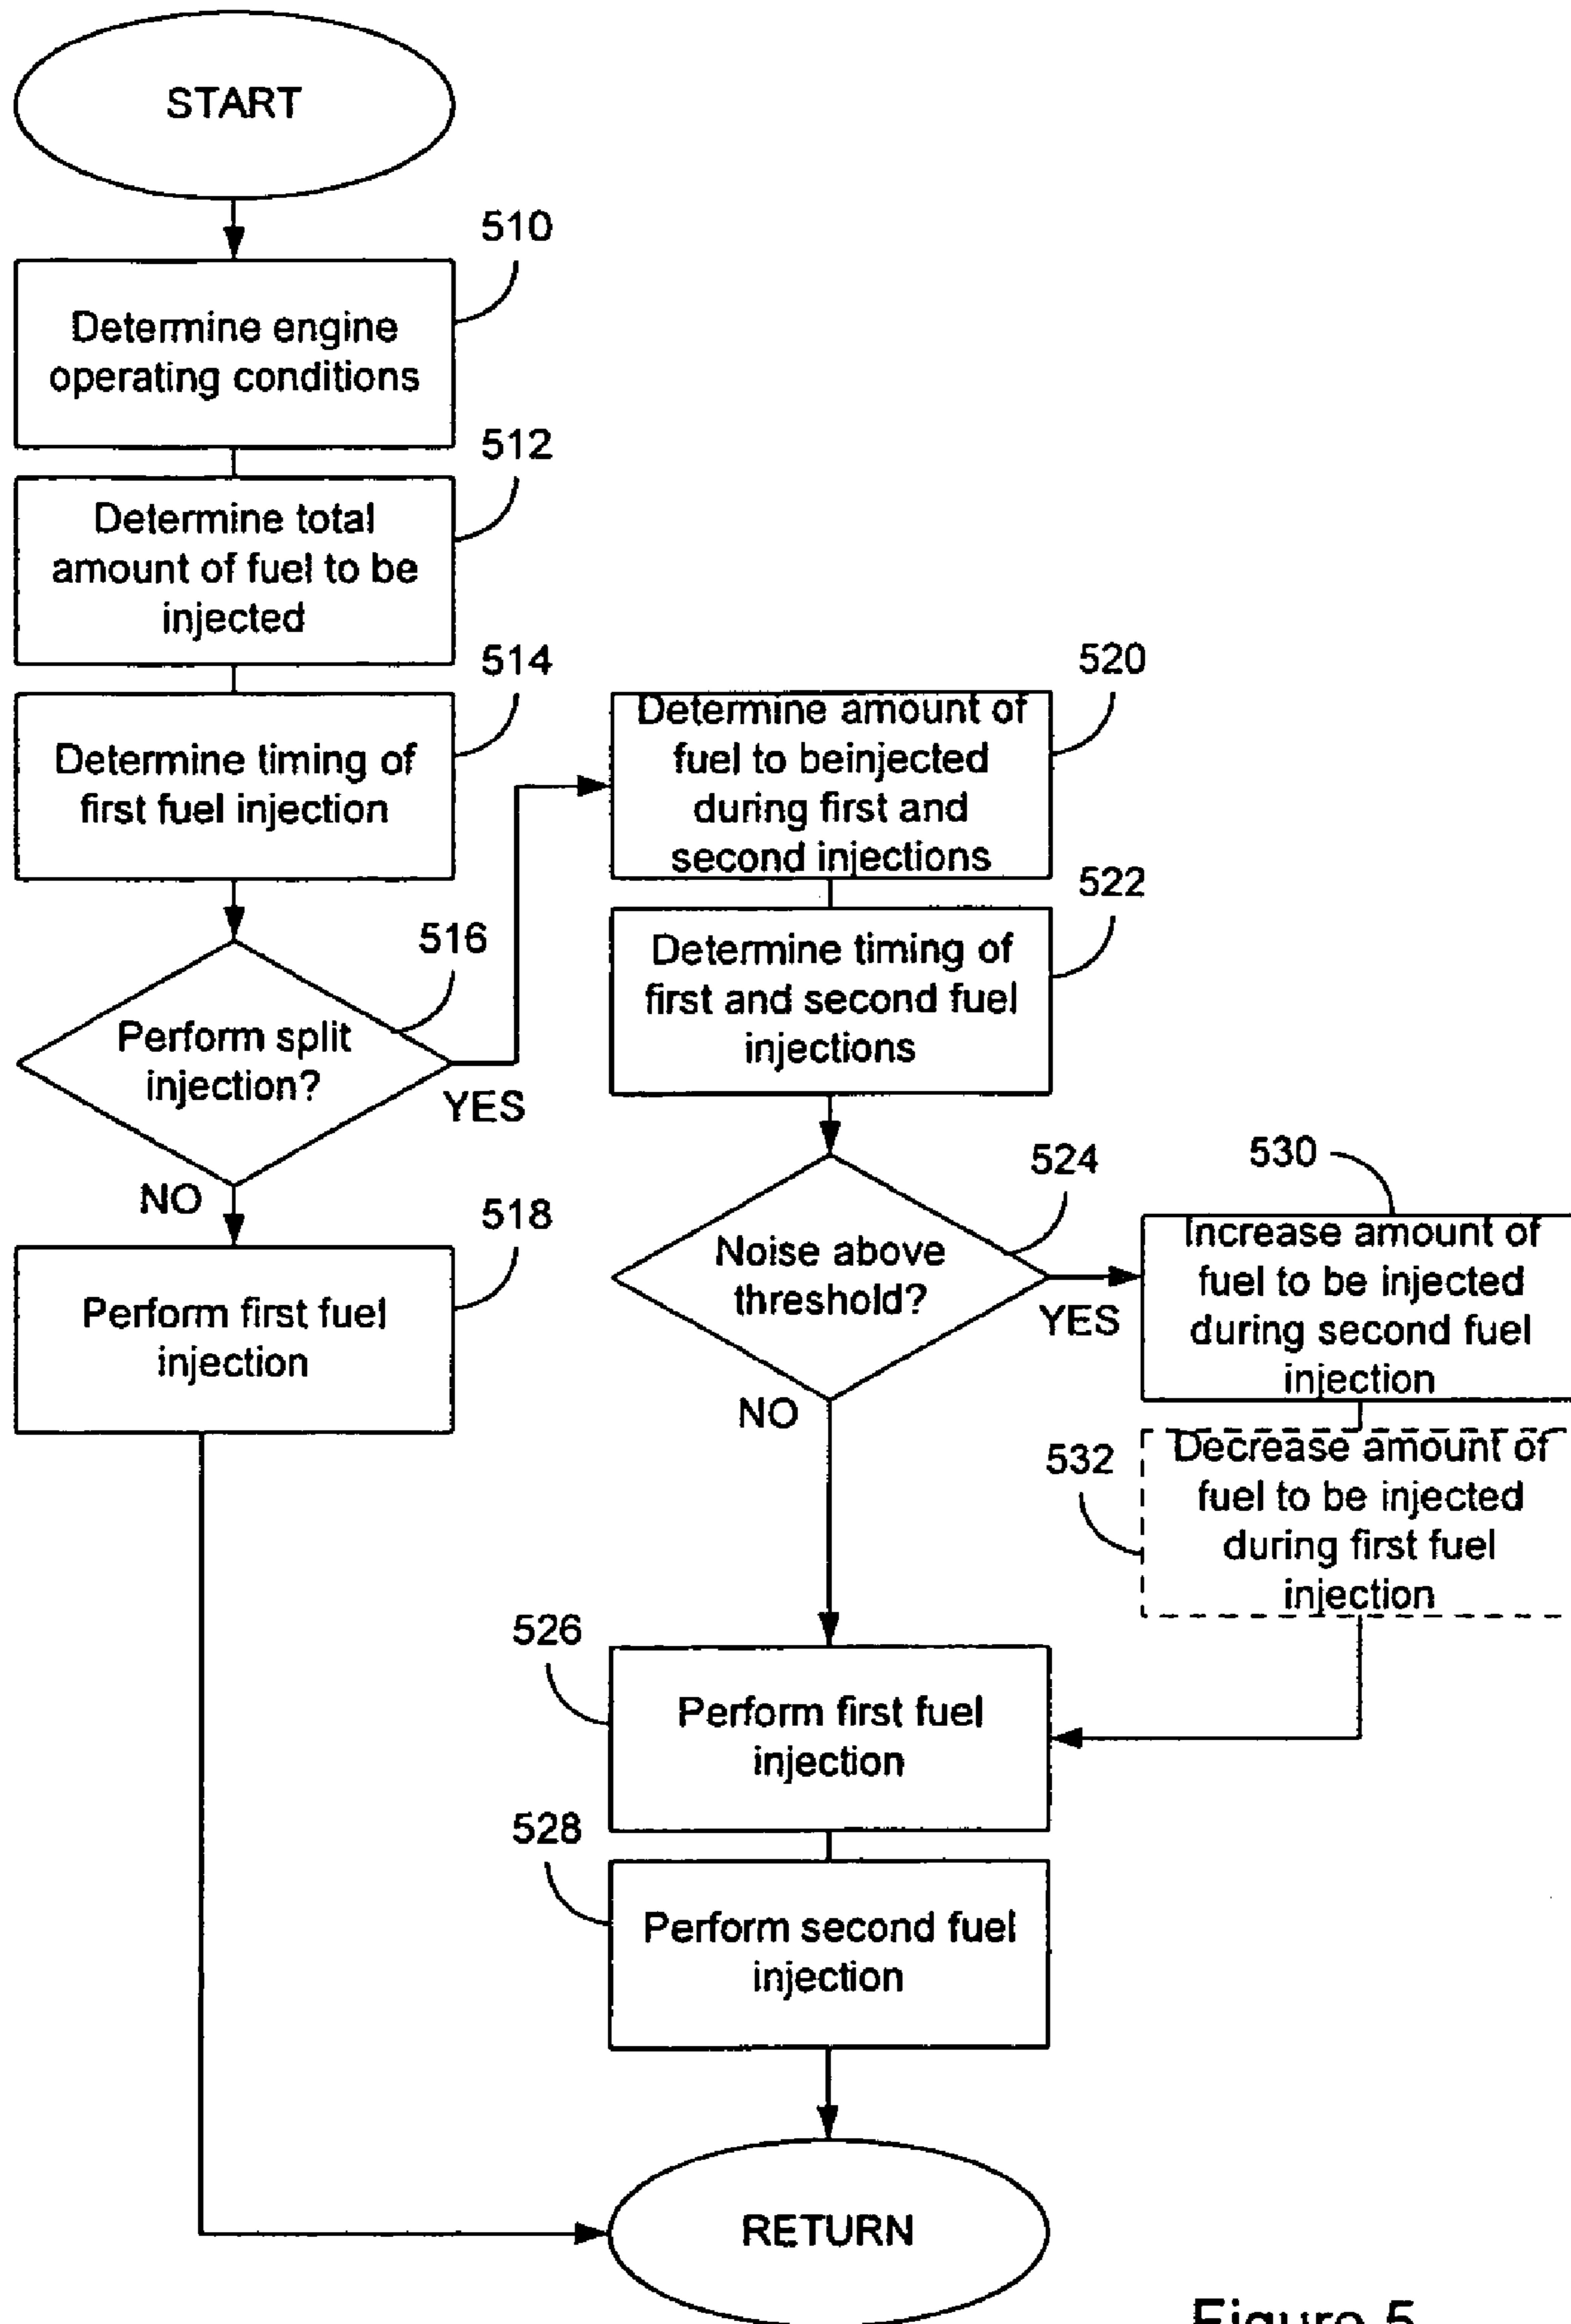 START
510
Determine engine
operating conditions
512
Determine total
amount of fuel to be
injected
514
Determine timing of
first fuel injection
516
Perform split
injection?
YES
NO
518
Perform first fuel
injection
520
Determine amount of
fuel to beinjected
during first and
second injections
522
Determine timing of
first and second fuel
injections
524
Noise above
threshold?
YES
NO
530
Increase amount of
fuel to be injected
during second fuel
injection
532
Decrease amount of
fuel to be injected
during first fuel
injection
526
Perform first fuel
injection
528
Perform second fuel
injection
RETURN
Figure 5